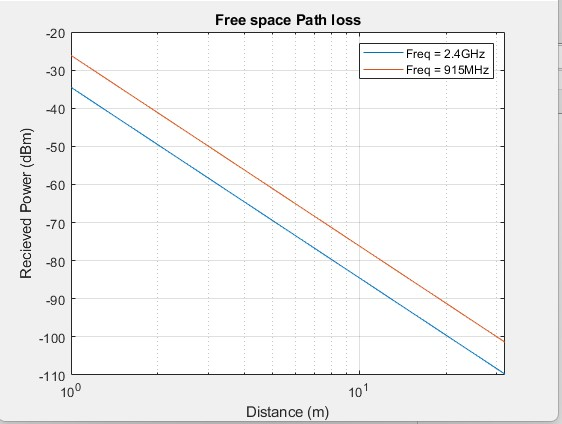 Free space Path loss
Freq = 2.4GHz
Freq = 915MHz
Recieved Power (dBm)
-20
-30
-40
-50
-60
-70
-80
-90
-100
-110
10^0
10^1
Distance (m)